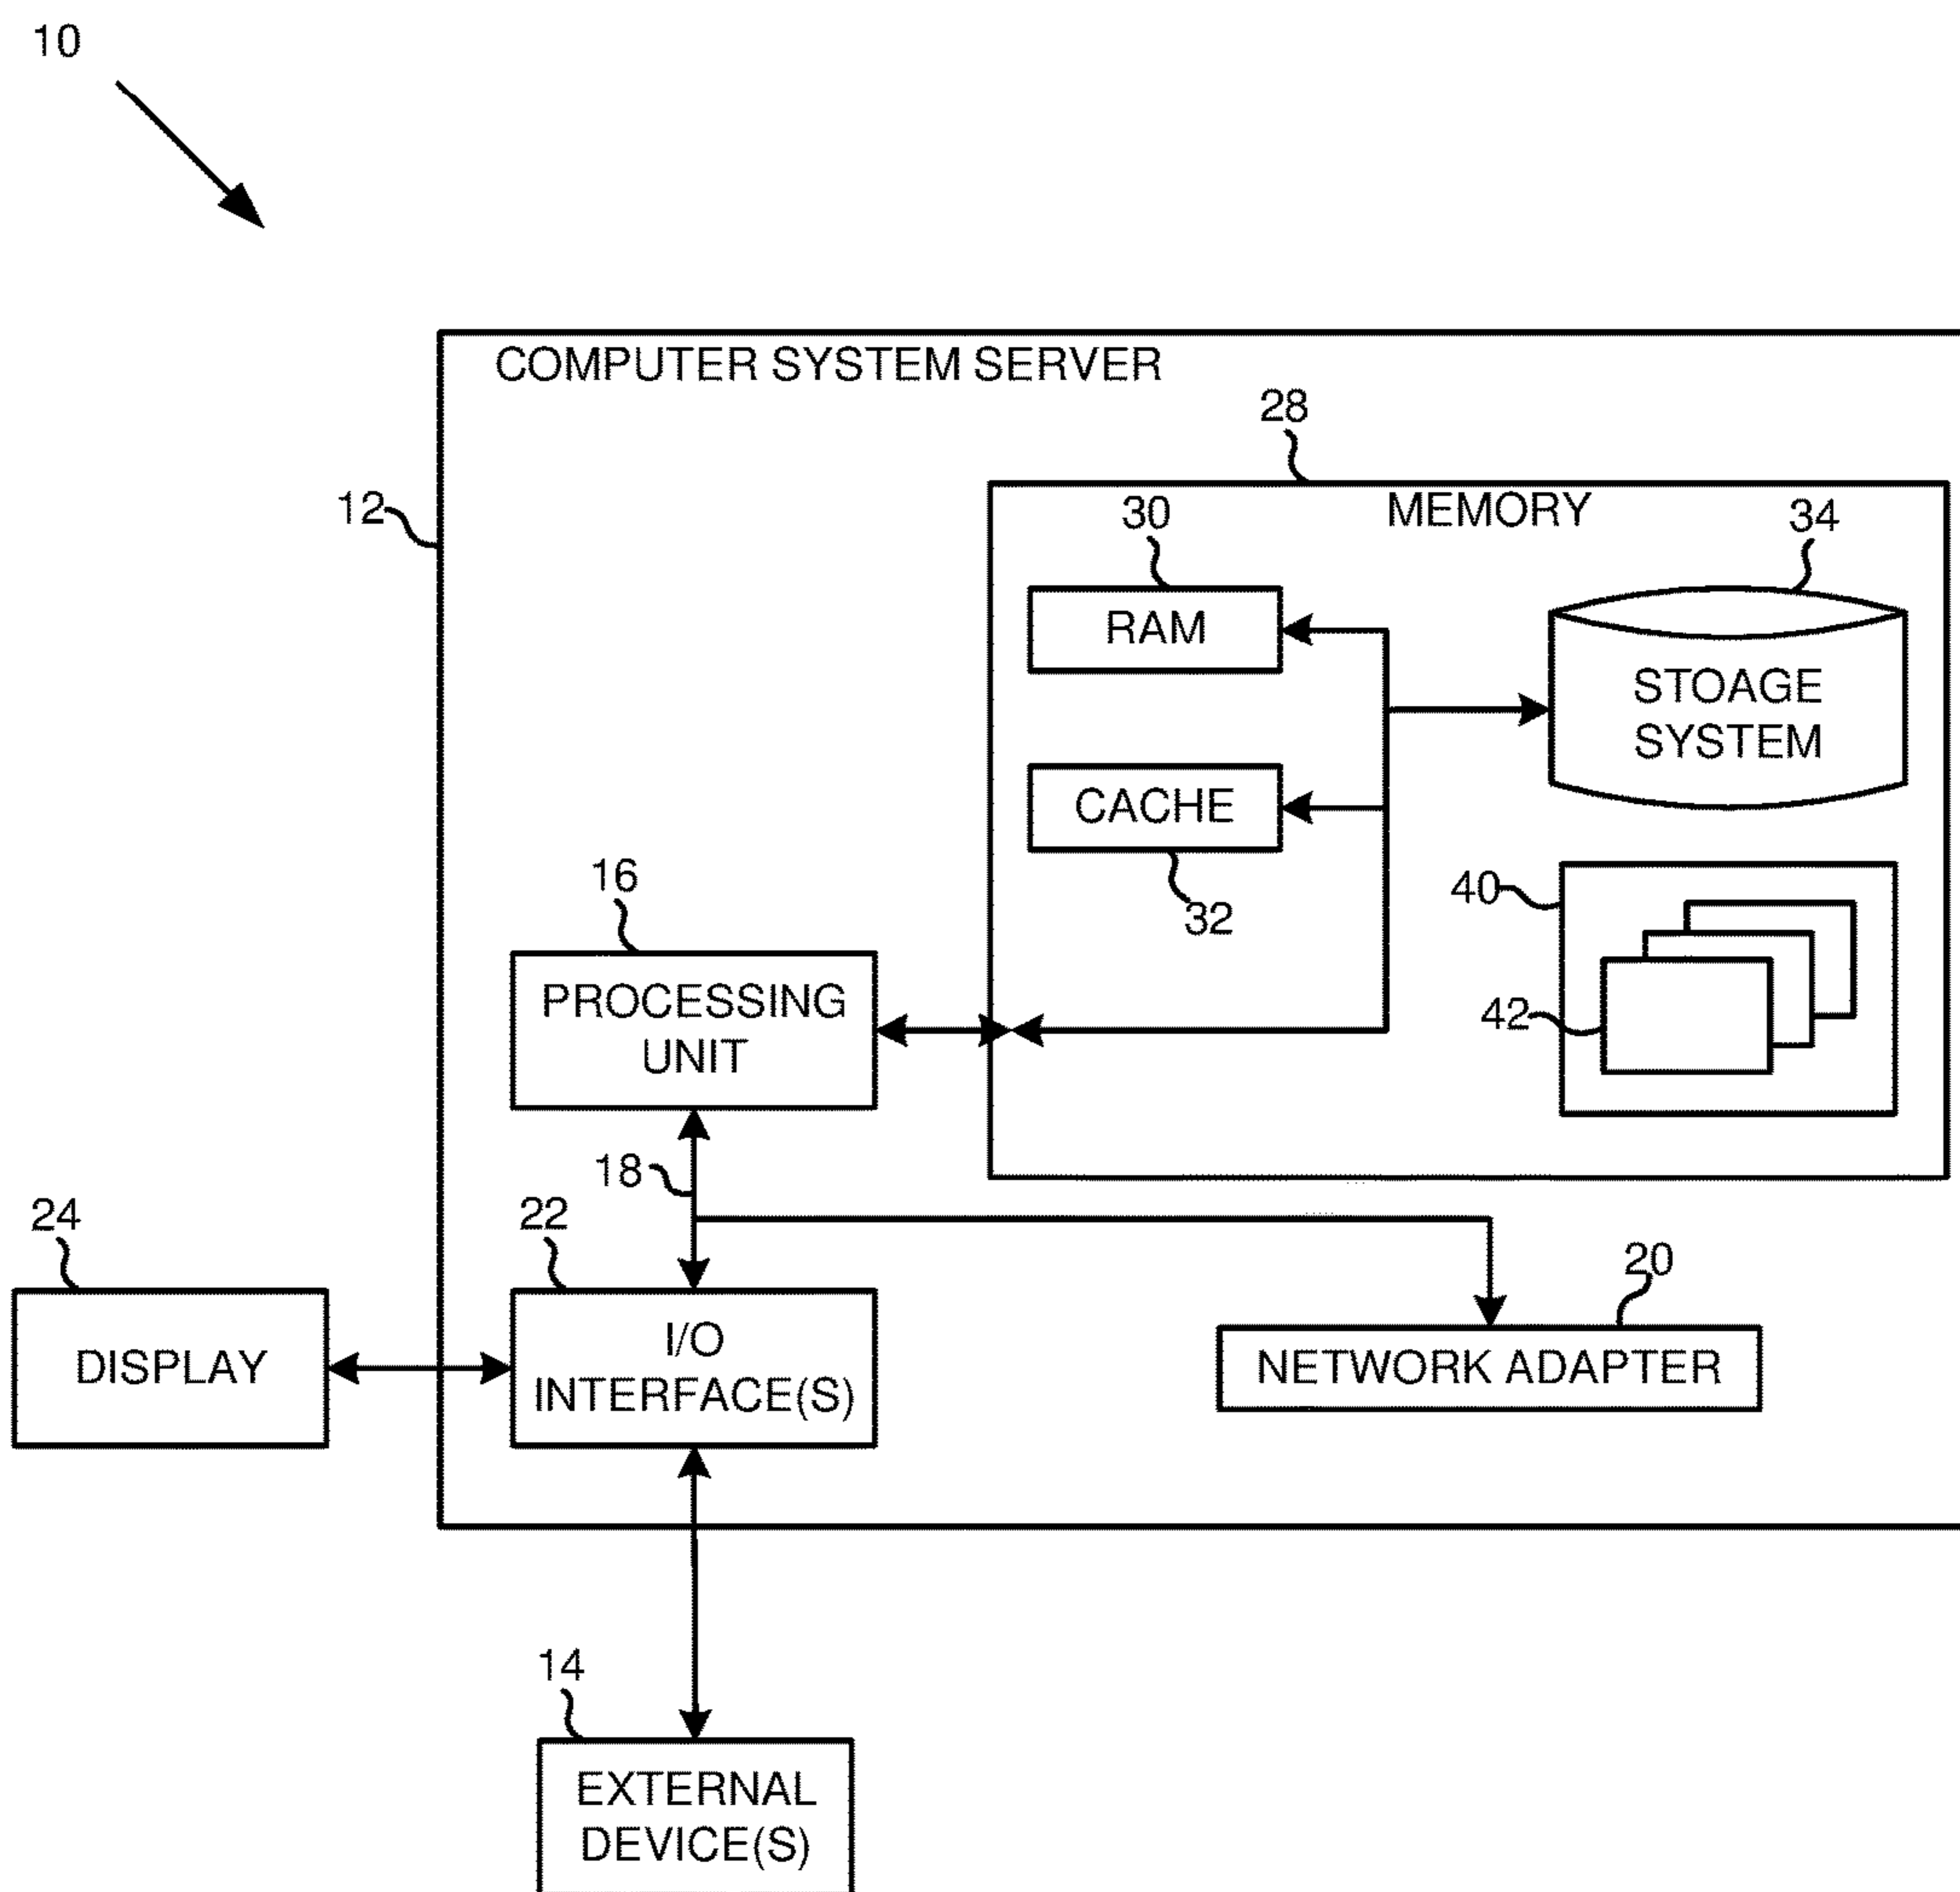 10
COMPUTER SYSTEM SERVER
28
12
MEMORY
30
34
RAM
STOAGE
SYSTEM
CACHE
32
16
40
PROCESSING
UNIT
42
18
24
22
20
DISPLAY
I/O
INTERFACE(S)
NETWORK ADAPTER
14
EXTERNAL
DEVICE(S)